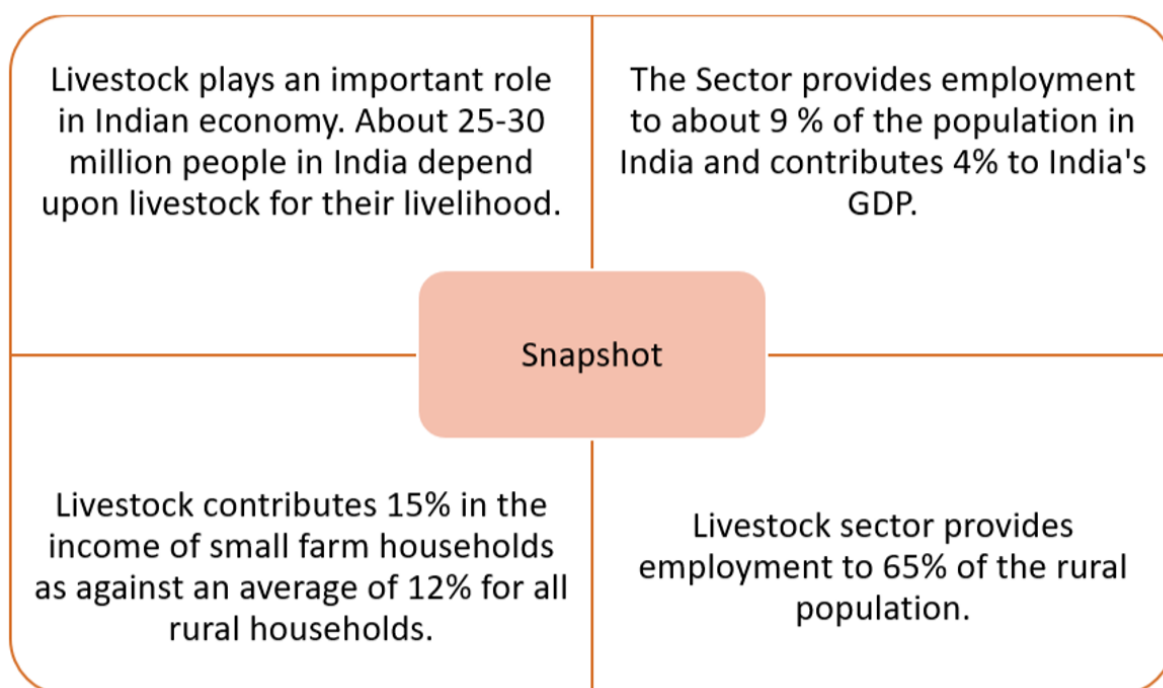 Livestock plays an important role
in Indian economy. About 25-30
million people in India depend
upon livestock for their livelihood.
The Sector provides employment
to about 9 % of the population in
India and contributes 4% to India's
GDP.
Snapshot
Livestock contributes 15% in the
income of small farm households
as against an average of 12% for all
rural households.
Livestock sector provides
employment to 65% of the rural
population.